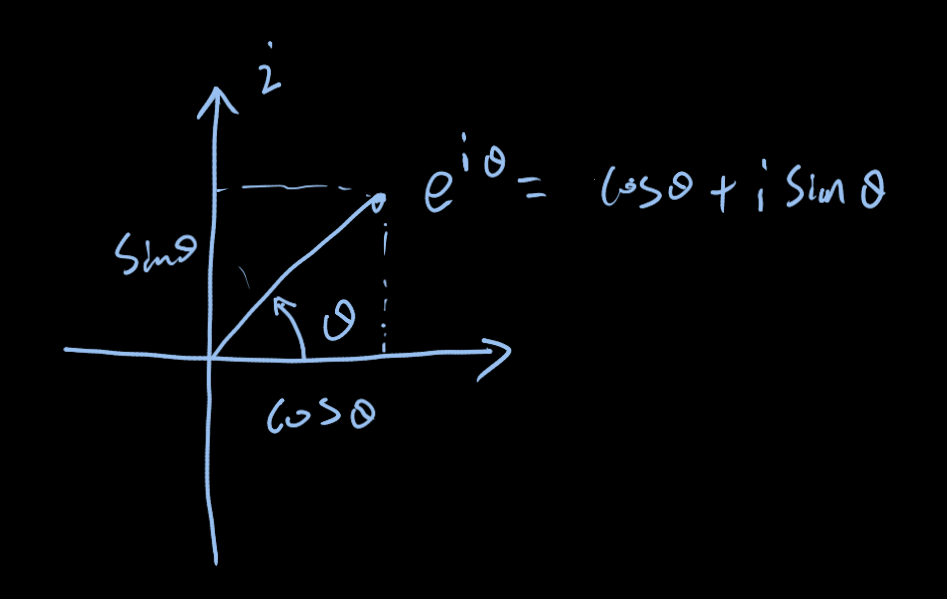 i
e^{iθ} = cosθ + i sinθ
sinθ
θ
cosθ